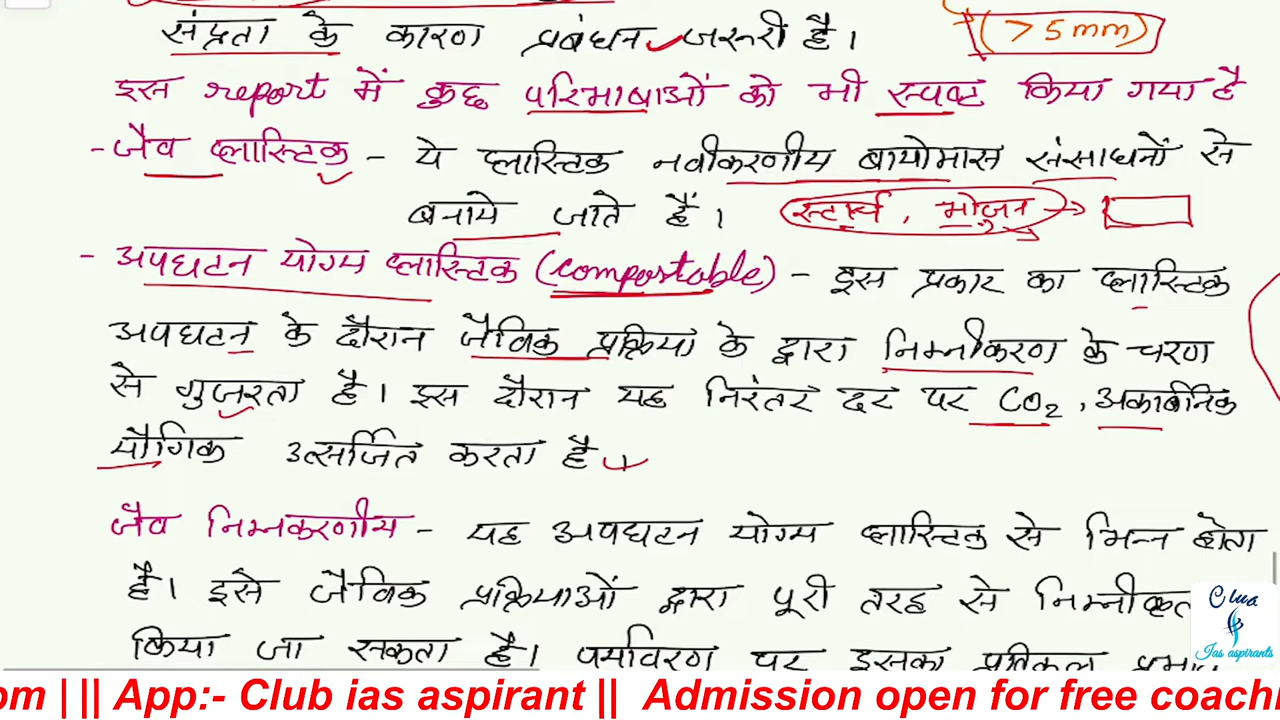 संद्रता के कारण प्रबंधन जरूरी है।
(> 5mm)
इस report में कुछ परिभाषाओं को भी स्पष्ट किया गया है
- जैव प्लास्टिक - ये प्लास्टिक नवीकरणीय बायोमास संसाधनों से
बनाये जाते हैं। स्टार्च, भोजन →
- अपघटन योग्य प्लास्टिक (compostable) - इस प्रकार का प्लास्टिक
अपघटन के दौरान जैविक प्रक्रिया के द्वारा निम्नीकरण के चरण
से गुजरता है। इस दौरान यह निरंतर दर पर CO₂, अकार्बनिक
यौगिक उत्सर्जित करता है
जैव निम्नकरणीय - यह अपघटन योग्य प्लास्टिक से भिन्न होता
है। इसे जैविक प्रक्रियाओं द्वारा पूरी तरह से निम्नीकृत
किया जा सकता है। पर्यावरण पर इसका प्रतिकूल
Club
Ias aspirants
om | || App:- Club ias aspirant || Admission open for free coachi